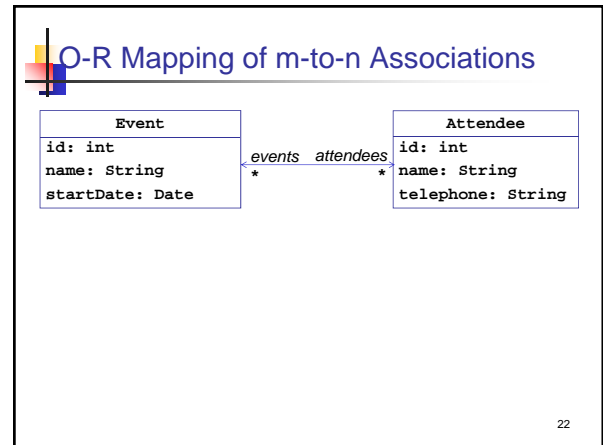 O-R Mapping of m-to-n Associations
Event
id: int
name: String
startDate: Date
events attendees
* *
Attendee
id: int
name: String
telephone: String
22